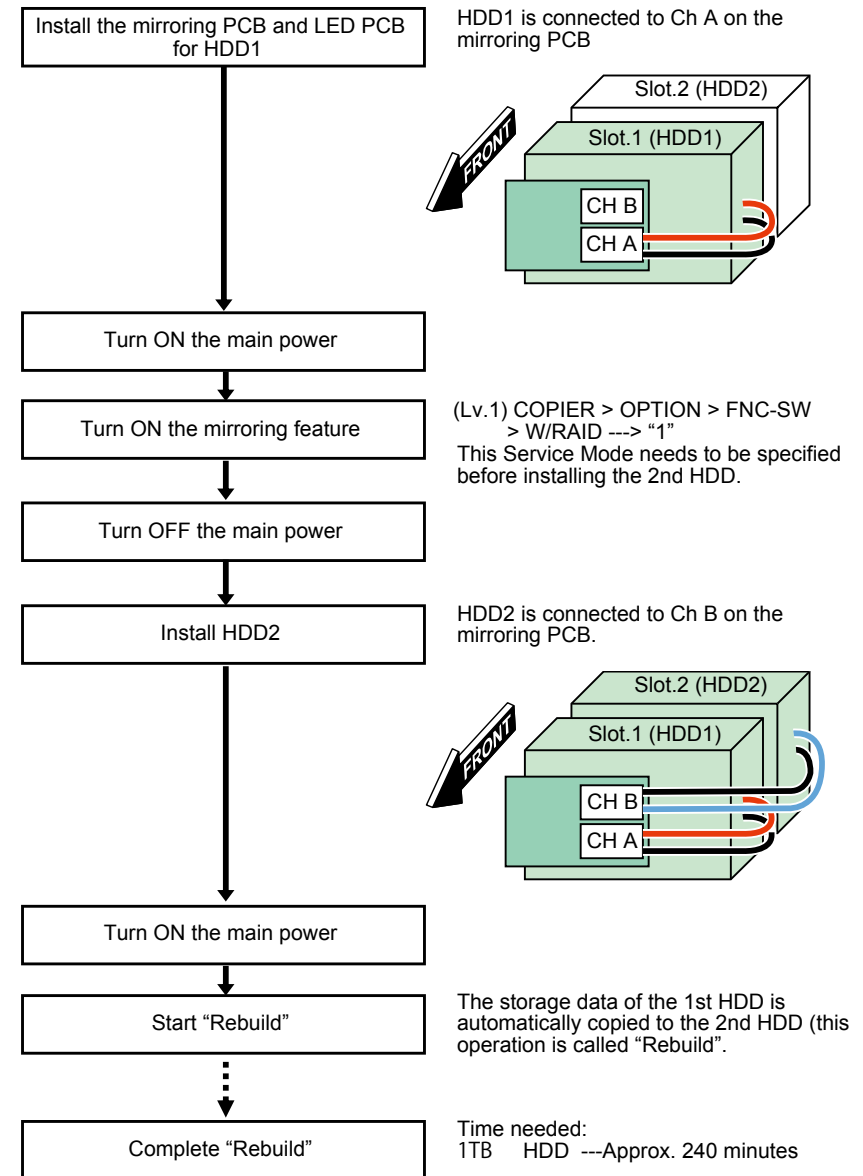 Install the mirroring PCB and LED PCB
for HDD1
HDD1 is connected to Ch A on the
mirroring PCB
FRONT
Slot.2 (HDD2)
Slot.1 (HDD1)
CH B
CH A
Turn ON the main power
Turn ON the mirroring feature
(Lv.1) COPIER > OPTION > FNC-SW
> W/RAID ---> “1”
This Service Mode needs to be specified
before installing the 2nd HDD.
Turn OFF the main power
Install HDD2
HDD2 is connected to Ch B on the
mirroring PCB.
FRONT
Slot.2 (HDD2)
Slot.1 (HDD1)
CH B
CH A
Turn ON the main power
Start “Rebuild”
The storage data of the 1st HDD is
automatically copied to the 2nd HDD (this
operation is called “Rebuild”.
Complete “Rebuild”
Time needed:
1TB HDD ---Approx. 240 minutes